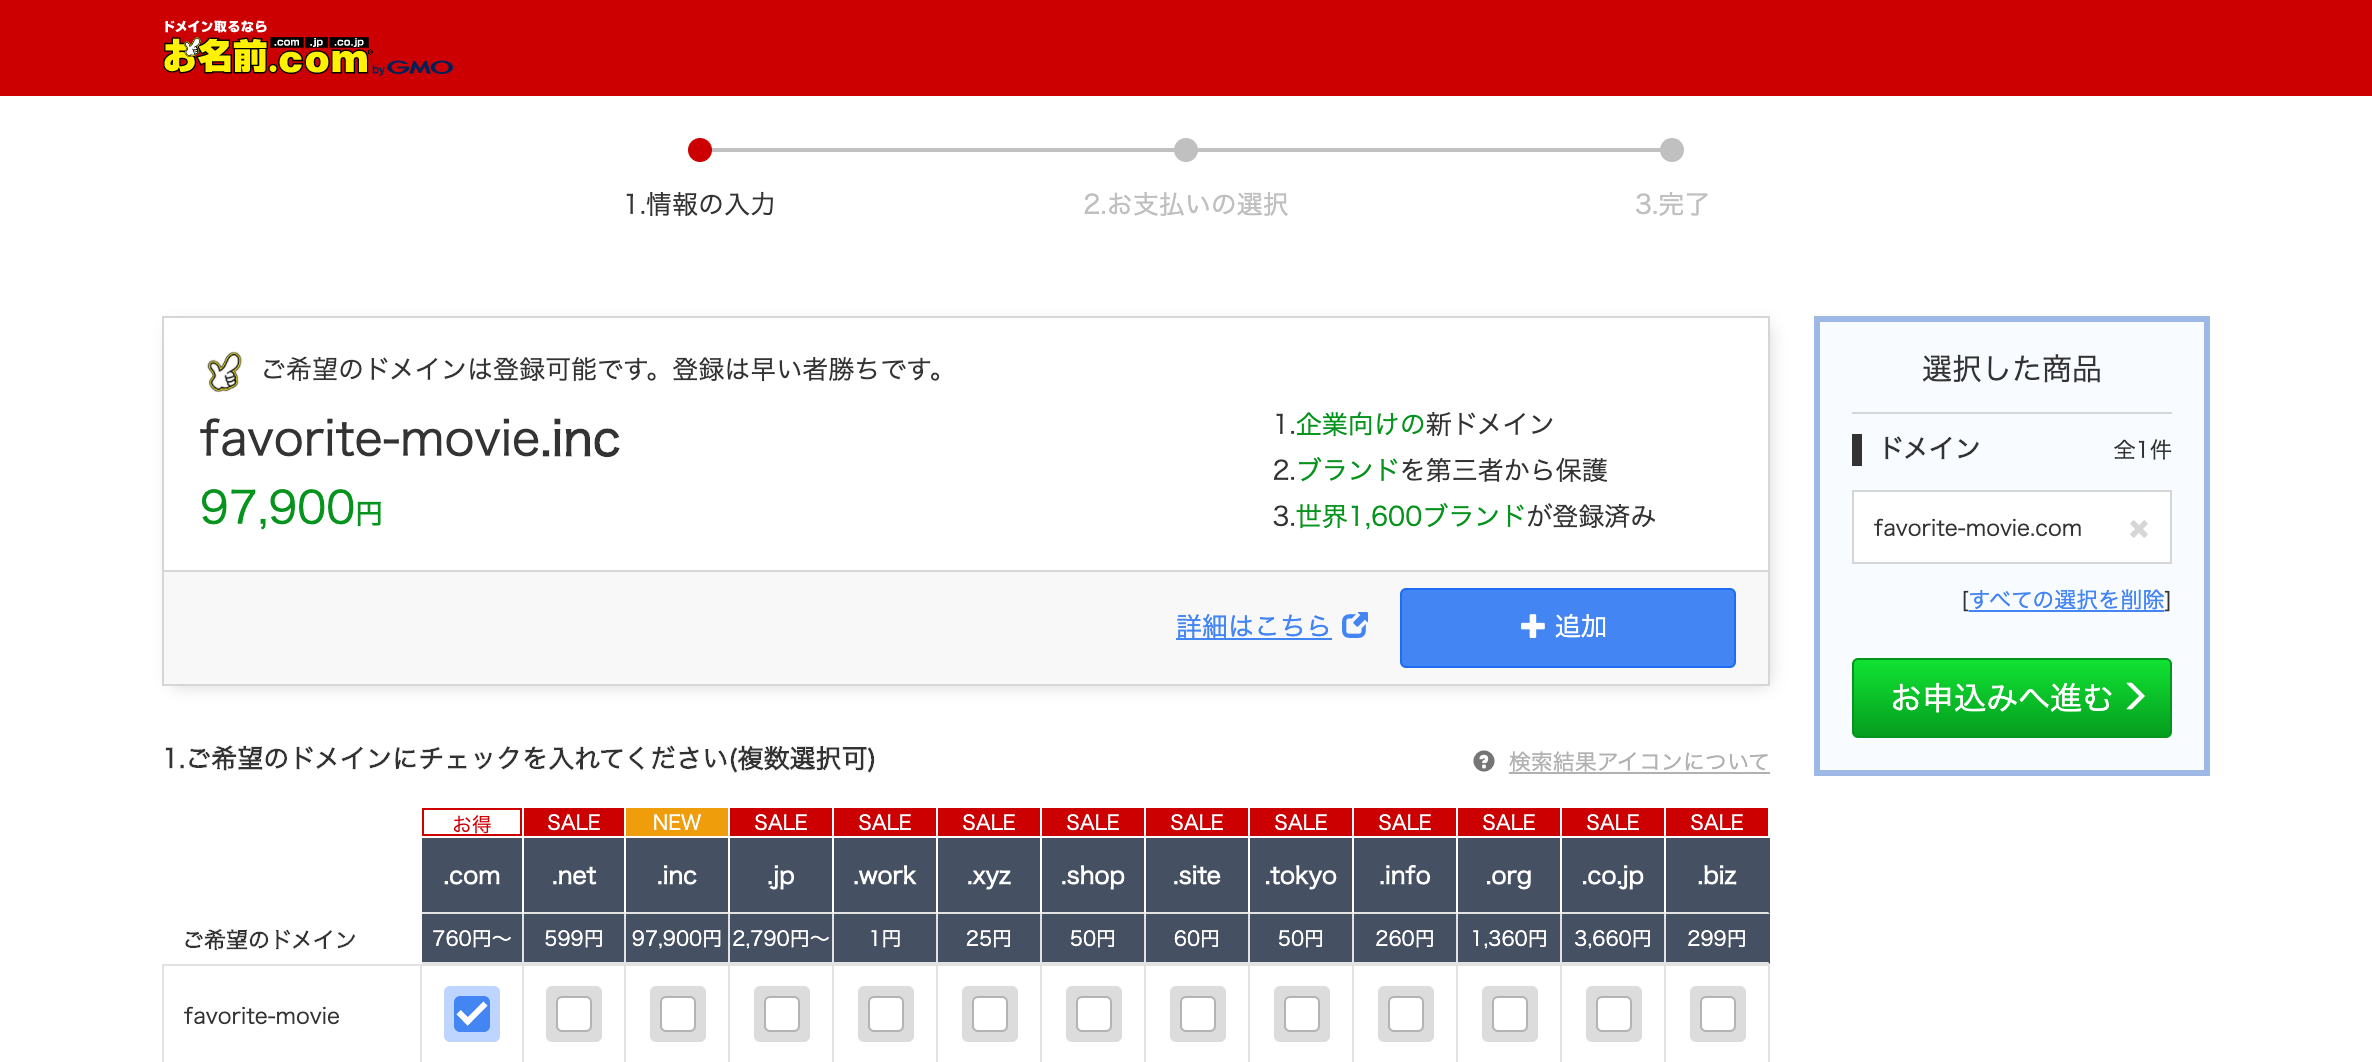 ドメイン取るなら
.com .jp .co.jp
お名前.com by GMO
1.情報の入力
2.お支払いの選択
3.完了
ご希望のドメインは登録可能です。登録は早い者勝ちです。
favorite-movie.inc
97,900円
1.企業向けの新ドメイン
2.ブランドを第三者から保護
3.世界1,600ブランドが登録済み
詳細はこちら
追加
選択した商品
ドメイン 全1件
favorite-movie.com
[すべての選択を削除]
お申込みへ進む
1.ご希望のドメインにチェックを入れてください(複数選択可)
検索結果アイコンについて
お得 SALE NEW SALE SALE SALE SALE SALE SALE SALE SALE SALE SALE
.com .net .inc .jp .work .xyz .shop .site .tokyo .info .org .co.jp .biz
ご希望のドメイン 760円〜 599円 97,900円 2,790円〜 1円 25円 50円 60円 50円 260円 1,360円 3,660円 299円
favorite-movie